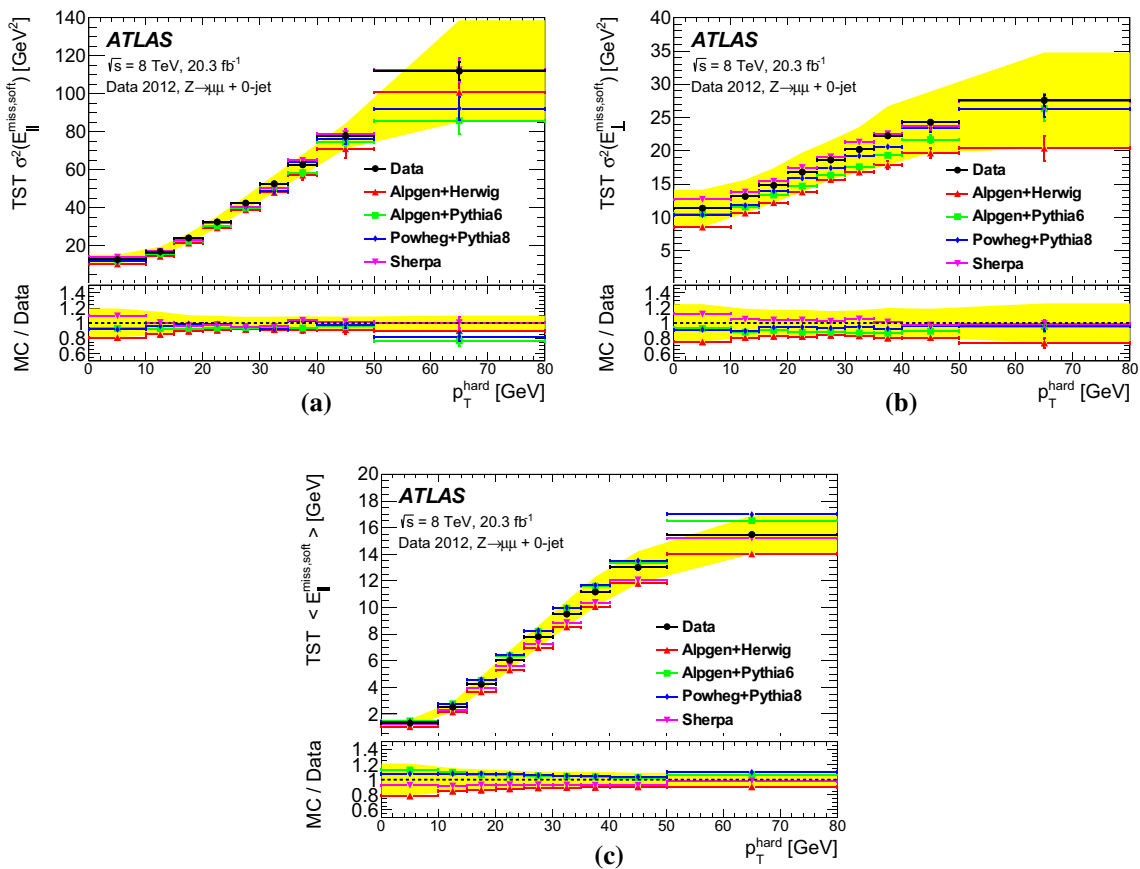 ATLAS
√s = 8 TeV, 20.3 fb⁻¹
Data 2012, Z→μμ + 0-jet
TST σ²(E∥^miss,soft) [GeV²]
140
120
100
80
60
40
20
Data
Alpgen+Herwig
Alpgen+Pythia6
Powheg+Pythia8
Sherpa
MC / Data
1.4
1.2
1
0.8
0.6
0 10 20 30 40 50 60 70 80
p_T^hard [GeV]
(a)
ATLAS
√s = 8 TeV, 20.3 fb⁻¹
Data 2012, Z→μμ + 0-jet
TST σ²(E⊥^miss,soft) [GeV²]
40
35
30
25
20
15
10
5
Data
Alpgen+Herwig
Alpgen+Pythia6
Powheg+Pythia8
Sherpa
MC / Data
1.4
1.2
1
0.8
0.6
0 10 20 30 40 50 60 70 80
p_T^hard [GeV]
(b)
ATLAS
√s = 8 TeV, 20.3 fb⁻¹
Data 2012, Z→μμ + 0-jet
TST < E∥^miss,soft > [GeV]
20
18
16
14
12
10
8
6
4
2
Data
Alpgen+Herwig
Alpgen+Pythia6
Powheg+Pythia8
Sherpa
MC / Data
1.4
1.2
1
0.8
0.6
0 10 20 30 40 50 60 70 80
p_T^hard [GeV]
(c)